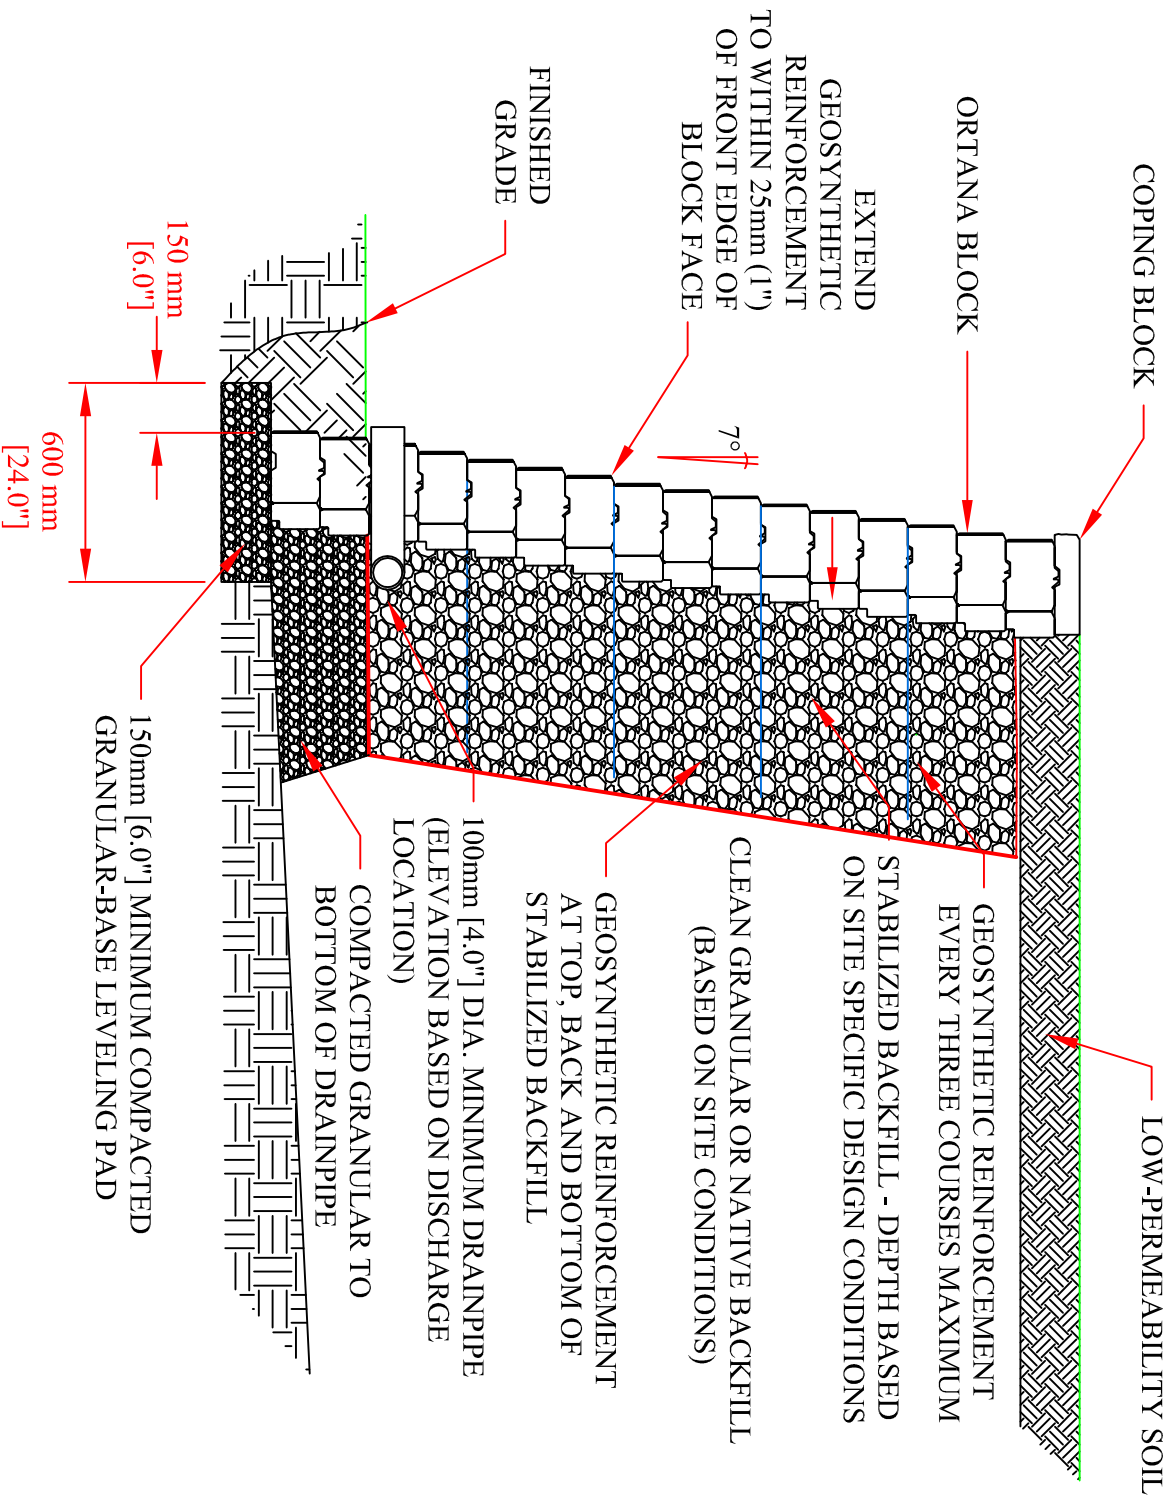 COPING BLOCK
ORTANA BLOCK
EXTEND
GEOSYNTHETIC
REINFORCEMENT
TO WITHIN 25mm (1")
OF FRONT EDGE OF
BLOCK FACE
FINISHED
GRADE
7°
150 mm
[6.0"]
600 mm
[24.0"]
LOW-PERMEABILITY SOIL
GEOSYNTHETIC REINFORCEMENT
EVERY THREE COURSES MAXIMUM
STABILIZED BACKFILL - DEPTH BASED
ON SITE SPECIFIC DESIGN CONDITIONS
CLEAN GRANULAR OR NATIVE BACKFILL
(BASED ON SITE CONDITIONS)
GEOSYNTHETIC REINFORCEMENT
AT TOP, BACK AND BOTTOM OF
STABILIZED BACKFILL
100mm [4.0"] DIA. MINIMUM DRAINPIPE
(ELEVATION BASED ON DISCHARGE
LOCATION)
COMPACTED GRANULAR TO
BOTTOM OF DRAINPIPE
150mm [6.0"] MINIMUM COMPACTED
GRANULAR-BASE LEVELING PAD